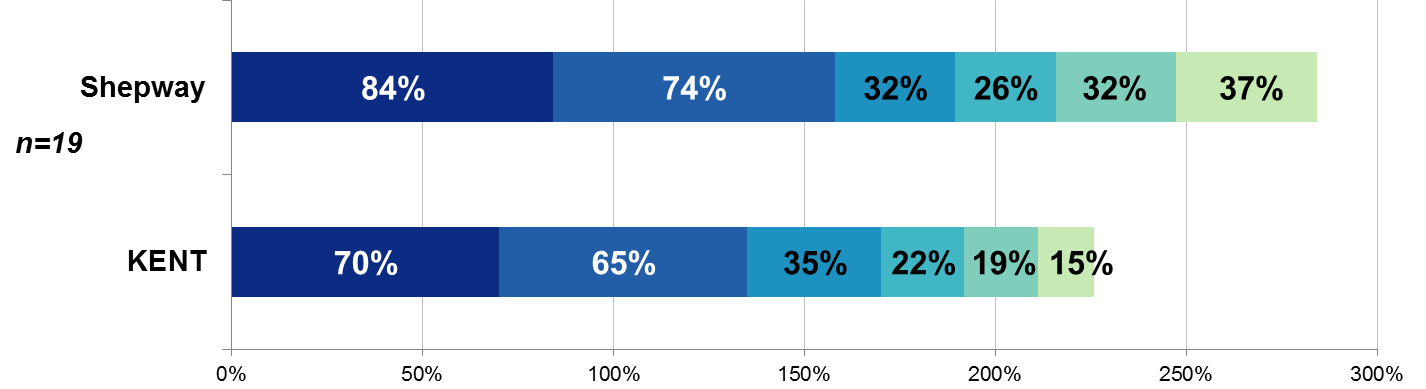 Shepway
84% 74% 32% 26% 32% 37%
n=19
KENT
70% 65% 35% 22% 19% 15%
0% 50% 100% 150% 200% 250% 300%